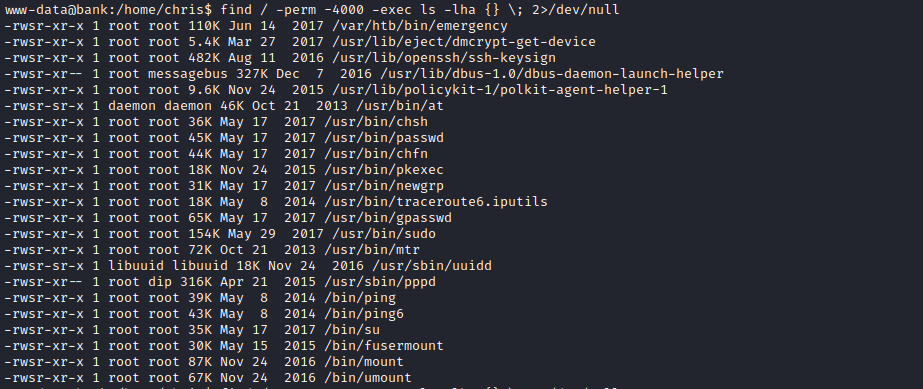 www-data@bank:/home/chris$ find / -perm -4000 -exec ls -lha {} \; 2>/dev/null
-rwsr-xr-x 1 root root 110K Jun 14  2017 /var/htb/bin/emergency
-rwsr-xr-x 1 root root 5.4K Mar 27  2017 /usr/lib/eject/dmcrypt-get-device
-rwsr-xr-x 1 root root 482K Aug 11  2016 /usr/lib/openssh/ssh-keysign
-rwsr-xr-- 1 root messagebus 327K Dec  7  2016 /usr/lib/dbus-1.0/dbus-daemon-launch-helper
-rwsr-xr-x 1 root root 9.6K Nov 24  2015 /usr/lib/policykit-1/polkit-agent-helper-1
-rwsr-sr-x 1 daemon daemon 46K Oct 21  2013 /usr/bin/at
-rwsr-xr-x 1 root root 36K May 17  2017 /usr/bin/chsh
-rwsr-xr-x 1 root root 45K May 17  2017 /usr/bin/passwd
-rwsr-xr-x 1 root root 44K May 17  2017 /usr/bin/chfn
-rwsr-xr-x 1 root root 18K Nov 24  2015 /usr/bin/pkexec
-rwsr-xr-x 1 root root 31K May 17  2017 /usr/bin/newgrp
-rwsr-xr-x 1 root root 18K May  8  2014 /usr/bin/traceroute6.iputils
-rwsr-xr-x 1 root root 65K May 17  2017 /usr/bin/gpasswd
-rwsr-xr-x 1 root root 154K May 29  2017 /usr/bin/sudo
-rwsr-xr-x 1 root root 72K Oct 21  2013 /usr/bin/mtr
-rwsr-sr-x 1 libuuid libuuid 18K Nov 24  2016 /usr/sbin/uuidd
-rwsr-xr-- 1 root dip 316K Apr 21  2015 /usr/sbin/pppd
-rwsr-xr-x 1 root root 39K May  8  2014 /bin/ping
-rwsr-xr-x 1 root root 43K May  8  2014 /bin/ping6
-rwsr-xr-x 1 root root 35K May 17  2017 /bin/su
-rwsr-xr-x 1 root root 30K May 15  2015 /bin/fusermount
-rwsr-xr-x 1 root root 87K Nov 24  2016 /bin/mount
-rwsr-xr-x 1 root root 67K Nov 24  2016 /bin/umount